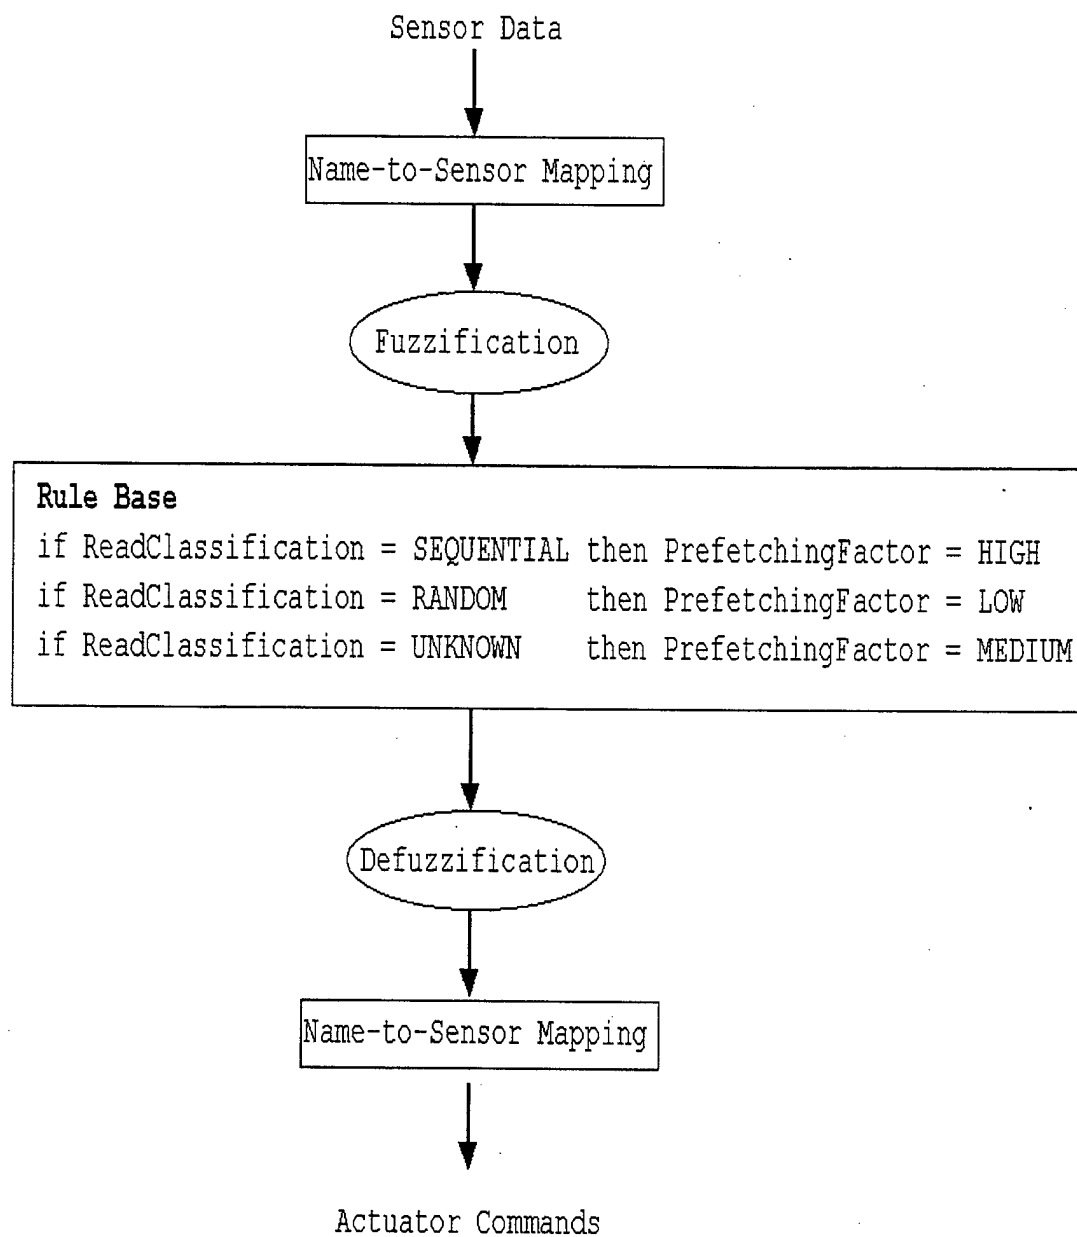 Sensor Data
Name-to-Sensor Mapping
Fuzzification
Rule Base
if ReadClassification = SEQUENTIAL then PrefetchingFactor = HIGH
if ReadClassification = RANDOM then PrefetchingFactor = LOW
if ReadClassification = UNKNOWN then PrefetchingFactor = MEDIUM
Defuzzification
Name-to-Sensor Mapping
Actuator Commands